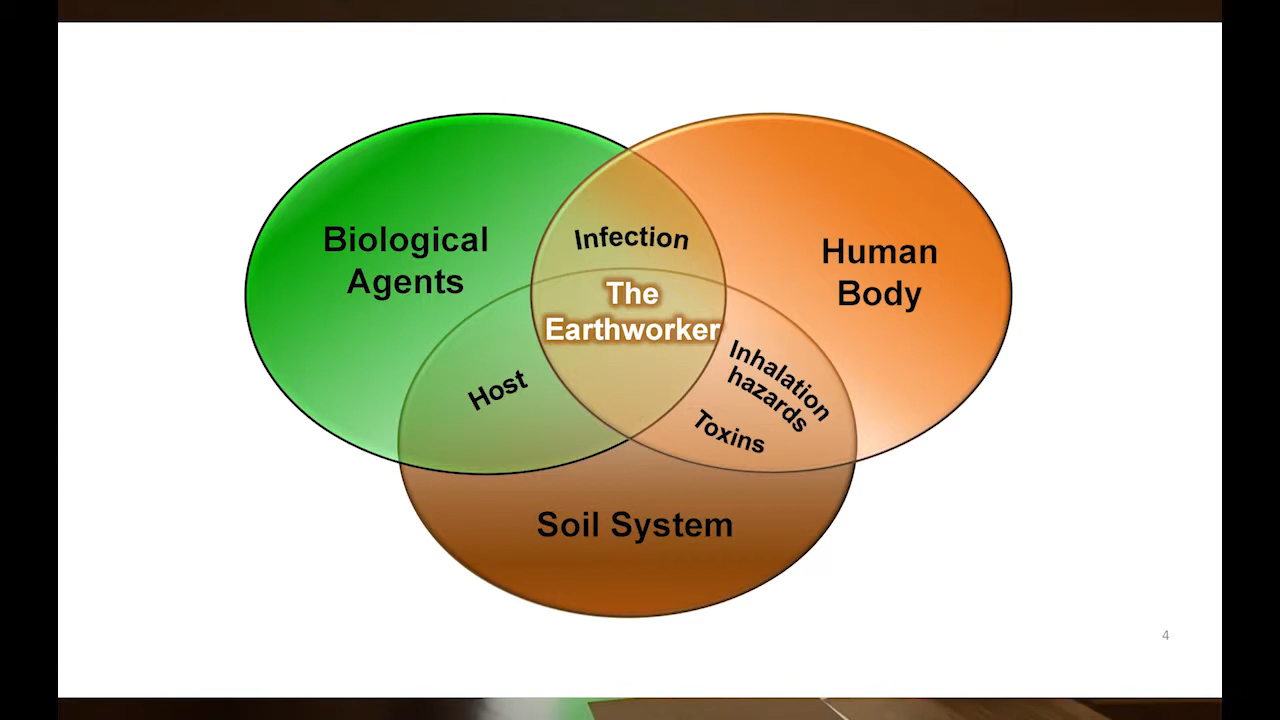 Biological
Agents
Infection
Human
Body
The
Earthworker
Host
Inhalation
hazards
Toxins
Soil System
4